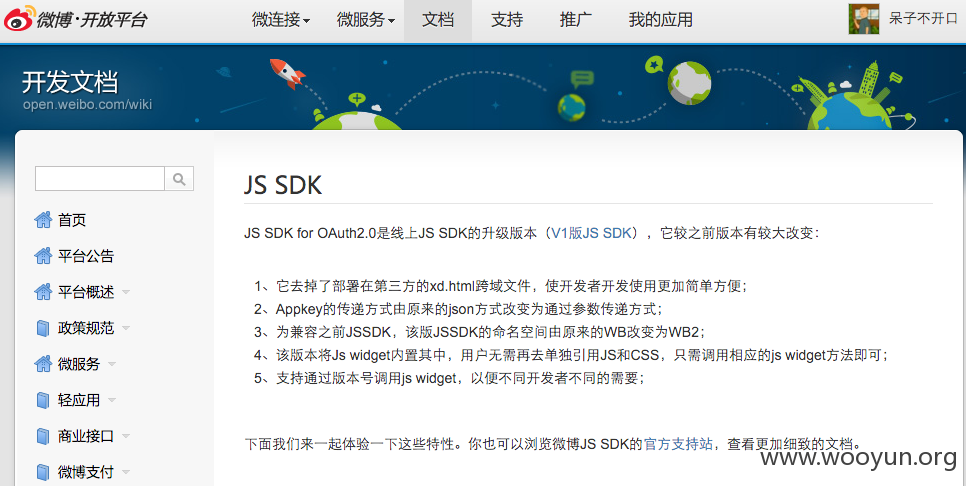 微博·开放平台
微连接 微服务 文档 支持 推广 我的应用 呆子不开口
开发文档
open.weibo.com/wiki
首页
平台公告
平台概述
政策规范
微服务
轻应用
商业接口
微博支付
JS SDK
JS SDK for OAuth2.0是线上JS SDK的升级版本（V1版JS SDK），它较之前版本有较大改变：
1、它去掉了部署在第三方的xd.html跨域文件，使开发者开发使用更加简单方便；
2、Appkey的传递方式由原来的json方式改变为通过参数传递方式；
3、为兼容之前JSSDK，该版JSSDK的命名空间由原来的WB改变为WB2；
4、该版本将Js widget内置其中，用户无需再去单独引用JS和CSS，只需调用相应的js widget方法即可；
5、支持通过版本号调用js widget，以便不同开发者不同的需要；
下面我们来一起体验一下这些特性。你也可以浏览微博JS SDK的官方支持站，查看更加细致的文档。
www.wooyun.org